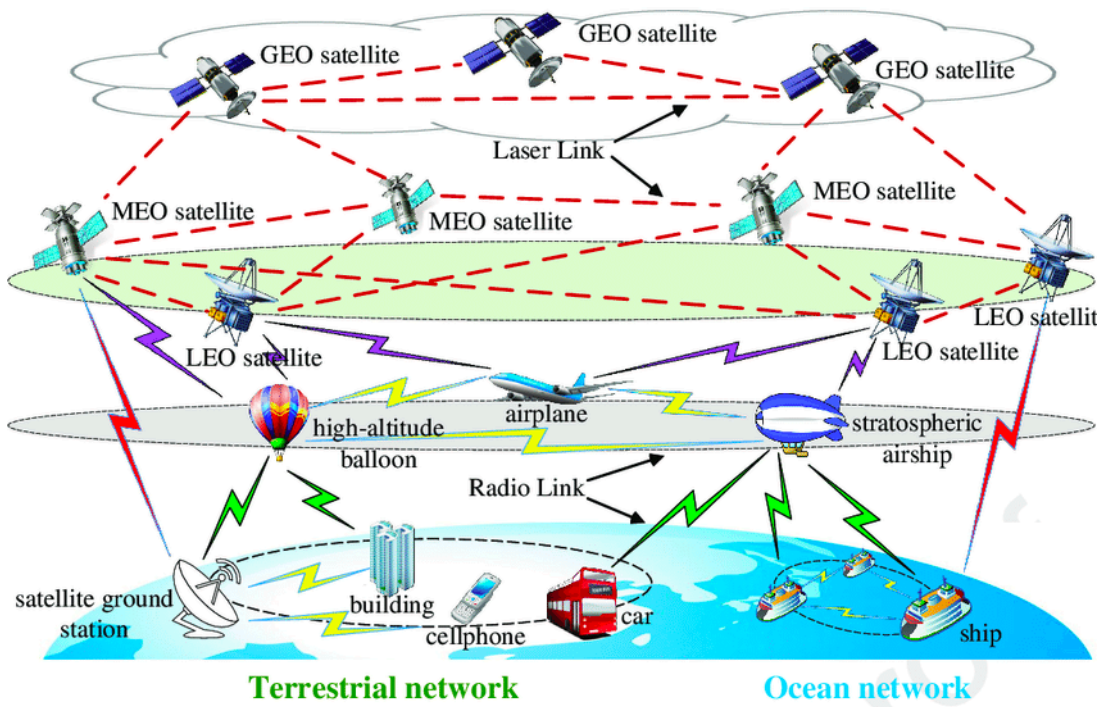 GEO satellite
GEO satellite
GEO satellite
Laser Link
MEO satellite
MEO satellite
MEO satellite
LEO satellite
LEO satellite
LEO satellit
airplane
high-altitude
balloon
stratospheric
airship
Radio Link
satellite ground
station
building
cellphone
car
ship
Terrestrial network
Ocean network